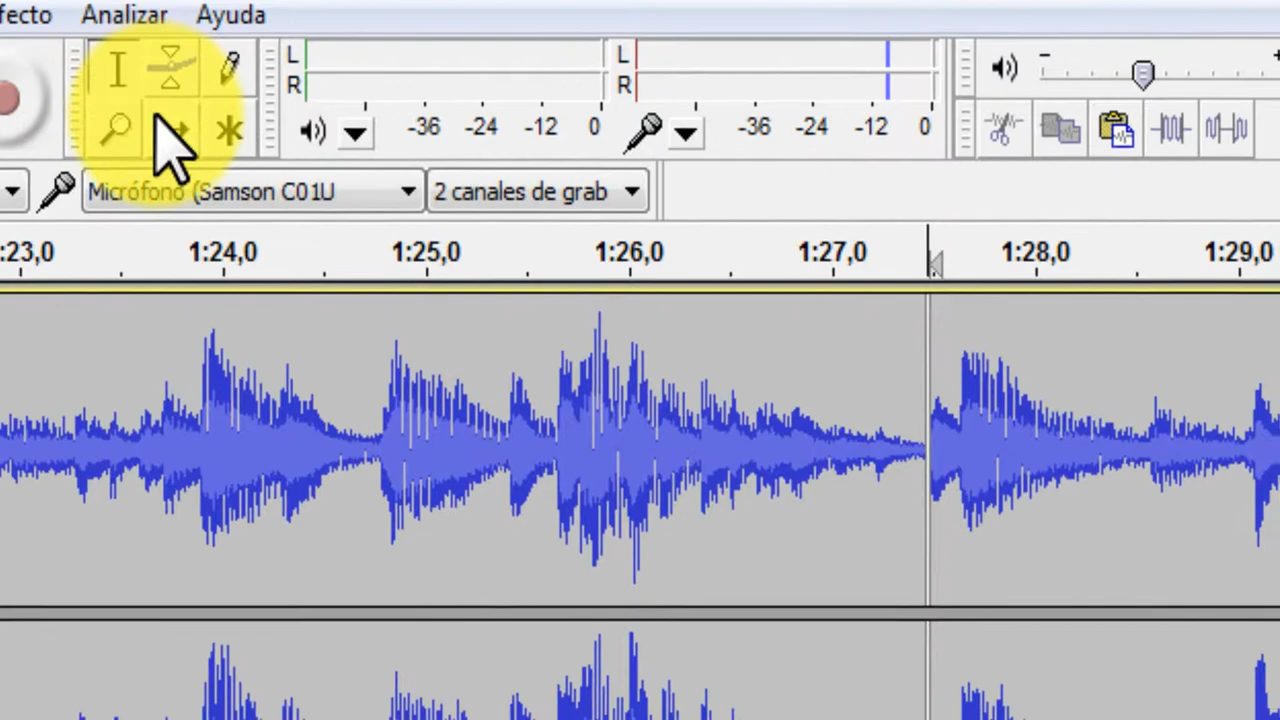 fecto Analizar Ayuda
L L
R R
-36 -24 -12 0 -36 -24 -12 0
Micrófono (Samson C01U 2 canales de grab
:23,0 1:24,0 1:25,0 1:26,0 1:27,0 1:28,0 1:29,0